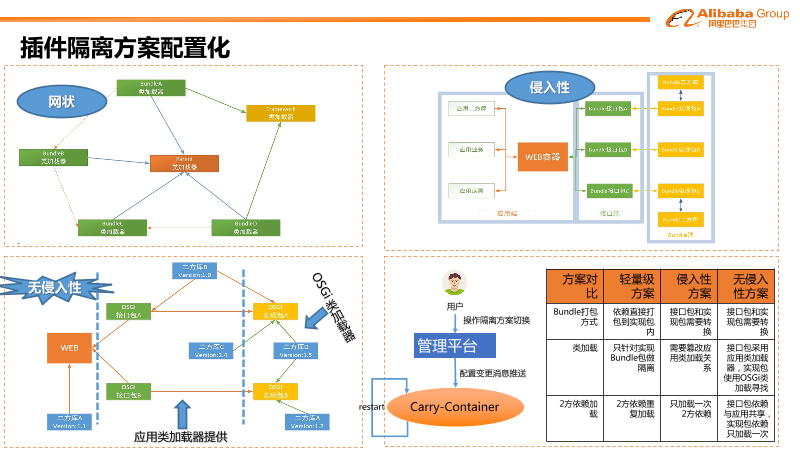 Alibaba Group
阿里巴巴集团
插件隔离方案配置化
网状
BundleA
类加载器
Framework
类加载器
BundleB
类加载器
Parent
类加载器
BundleC
类加载器
BundleD
类加载器
侵入性
Bundle二方库
应用二方库
Bundle接口包A
Bundle实现包A
应用业务
WEB容器
Bundle接口包B
Bundle实现包B
Bundle接口包C
Bundle实现包C
Bundle二方库
应用端
接口端
Bundle端
无侵入性
二方库B
Version:1.0
OSGi
接口包A
OSGi
实现包A
OSGi类加载器
WEB
二方库C
Version:2.4
二方库D
Version:1.5
OSGi
接口包B
OSGi
实现包B
二方库A
Version:1.1
二方库A
Version:1.2
应用类加载器提供
用户
操作隔离方案切换
管理平台
配置变更消息推送
restart
Carry-Container
方案对比
轻量级方案
侵入性方案
无侵入性方案
Bundle打包方式
依赖直接打包到实现包内
接口包和实现包需要转换
接口包和实现包需要转换
类加载
只针对实现Bundle包做隔离
需要篡改应用类加载关系
接口包采用应用类加载器，实现包使用OSGi类加载寻找
2方依赖加载
2方依赖重复加载
只加载一次2方依赖
接口包依赖与应用共享，实现包依赖只加载一次